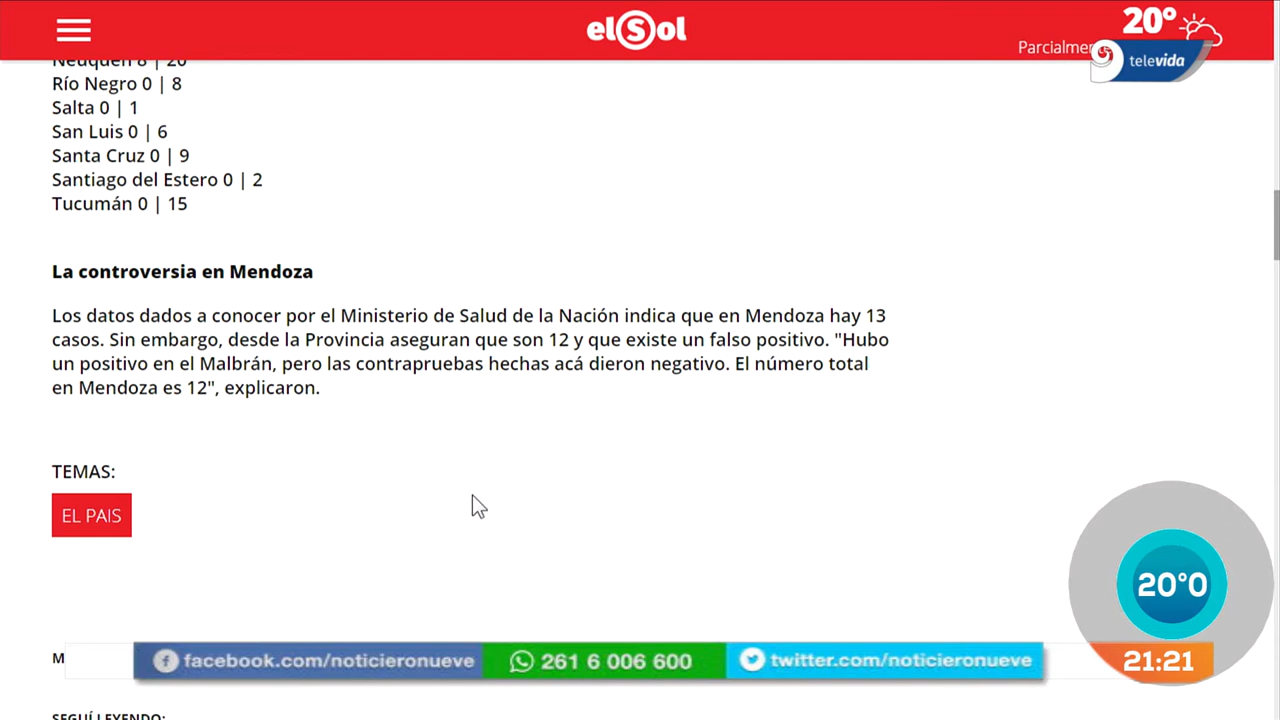 elSol
20°
televida
Neuquén 8 | 20
Río Negro 0 | 8
Salta 0 | 1
San Luis 0 | 6
Santa Cruz 0 | 9
Santiago del Estero 0 | 2
Tucumán 0 | 15
La controversia en Mendoza
Los datos dados a conocer por el Ministerio de Salud de la Nación indica que en Mendoza hay 13
casos. Sin embargo, desde la Provincia aseguran que son 12 y que existe un falso positivo. "Hubo
un positivo en el Malbrán, pero las contrapruebas hechas acá dieron negativo. El número total
en Mendoza es 12", explicaron.
TEMAS:
EL PAIS
20°0
facebook.com/noticieronueve
261 6 006 600
twitter.com/noticieronueve
21:21
SEGUÍ LEYENDO: